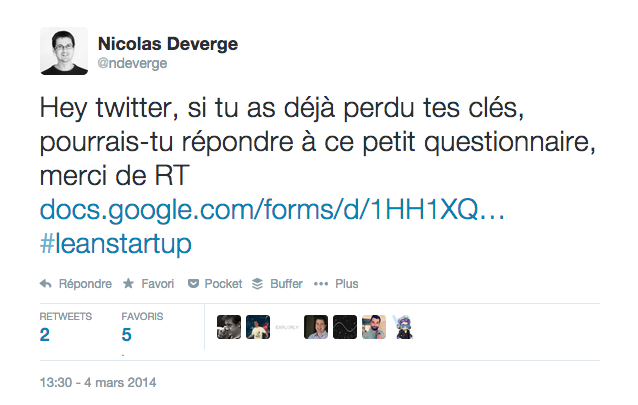 Nicolas Deverge
@ndeverge
Hey twitter, si tu as déjà perdu tes clés,
pourrais-tu répondre à ce petit questionnaire,
merci de RT
docs.google.com/forms/d/1HH1XQ...
#leanstartup
Répondre Favori Pocket Buffer Plus
RETWEETS FAVORIS
2 5
13:30 - 4 mars 2014